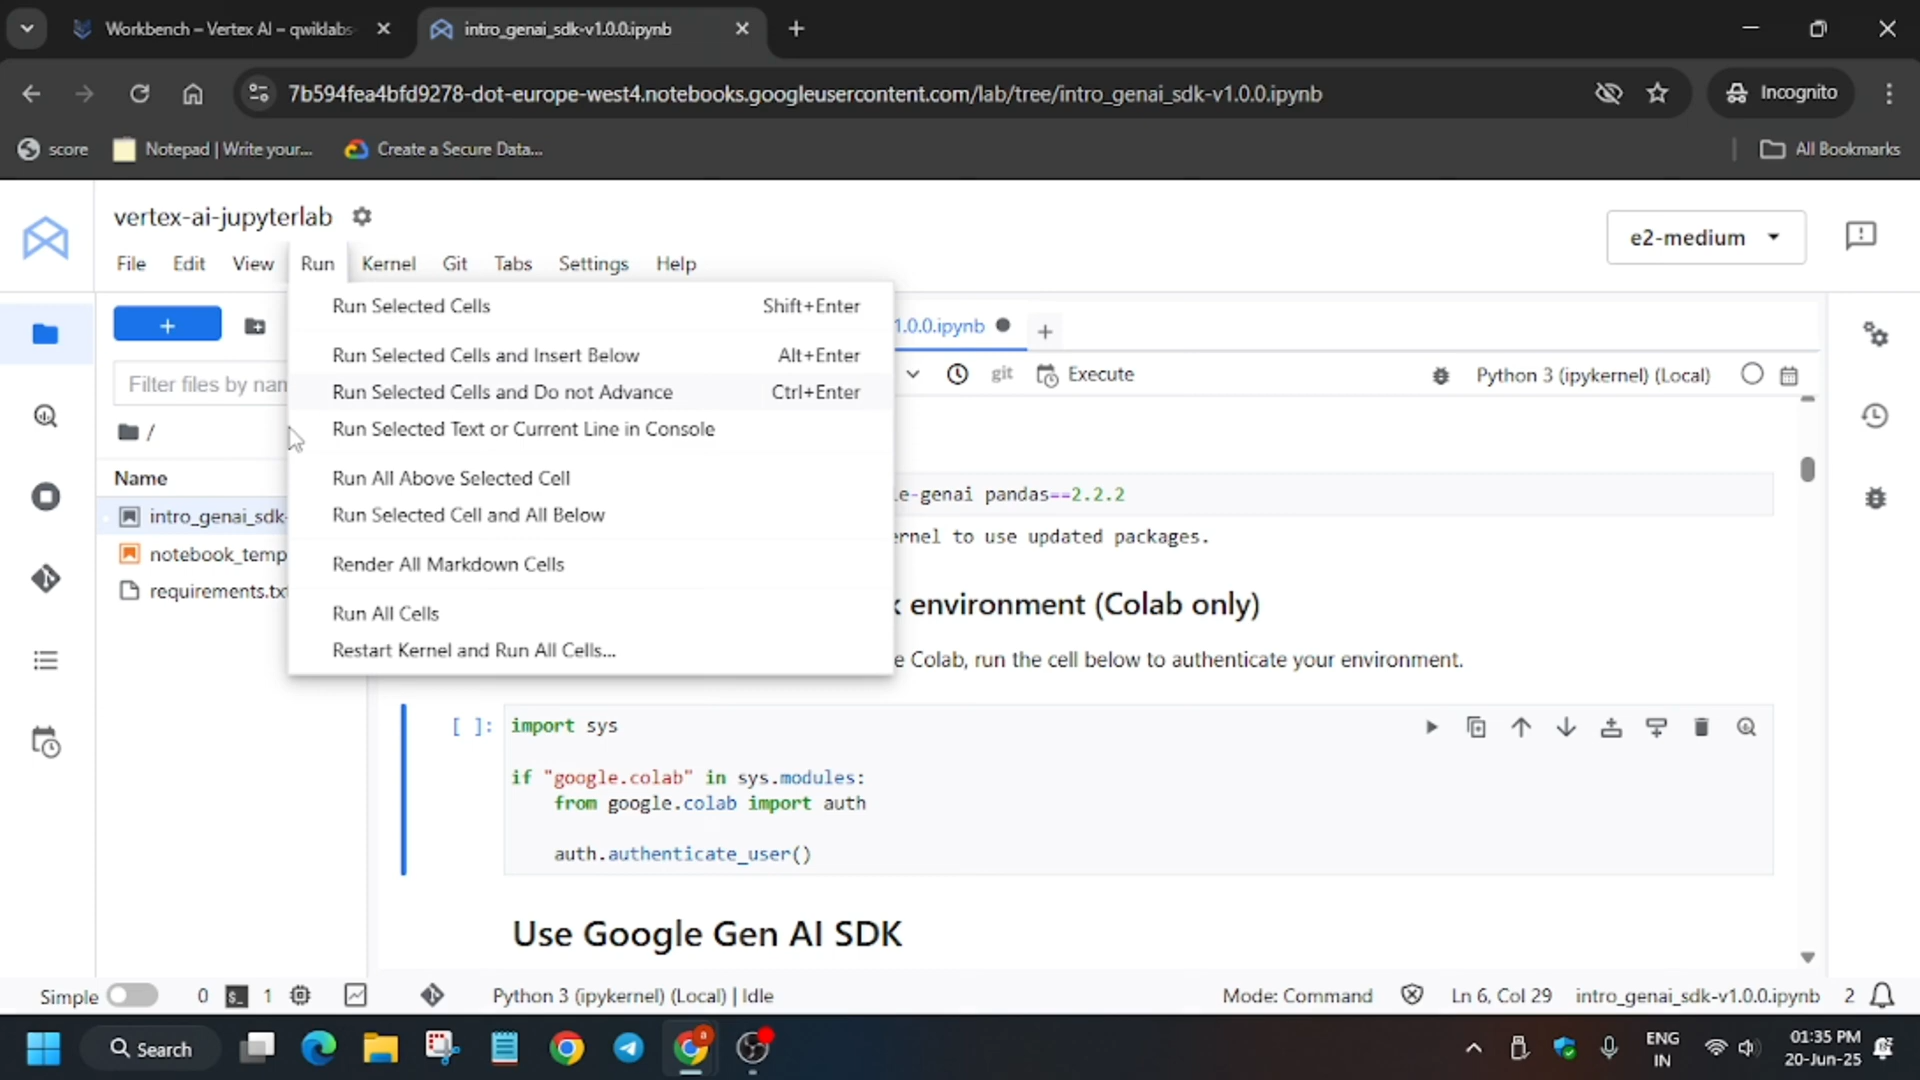 Workbench – Vertex AI – qwiklabs-
intro_genai_sdk-v1.0.0.ipynb
7b594fea4bfd9278-dot-europe-west4.notebooks.googleusercontent.com/lab/tree/intro_genai_sdk-v1.0.0.ipynb
Incognito
score
Notepad | Write your...
Create a Secure Data...
All Bookmarks
vertex-ai-jupyterlab
e2-medium
File Edit View Run Kernel Git Tabs Settings Help
Run Selected Cells Shift+Enter
Run Selected Cells and Insert Below Alt+Enter
Run Selected Cells and Do not Advance Ctrl+Enter
Run Selected Text or Current Line in Console
Run All Above Selected Cell
Run Selected Cell and All Below
Render All Markdown Cells
Run All Cells
Restart Kernel and Run All Cells...
Filter files by nam
/
Name
intro_genai_sdk-
notebook_temp
requirements.txt
1.0.0.ipynb
git
Execute
Python 3 (ipykernel) (Local)
e-genai pandas==2.2.2
ernel to use updated packages.
k environment (Colab only)
e Colab, run the cell below to authenticate your environment.
[ ]:
import sys
if "google.colab" in sys.modules:
from google.colab import auth
auth.authenticate_user()
Use Google Gen AI SDK
Simple
0
$_
1
Python 3 (ipykernel) (Local) | Idle
Mode: Command
Ln 6, Col 29
intro_genai_sdk-v1.0.0.ipynb
2
Search
ENG
IN
01:35 PM
20-Jun-25